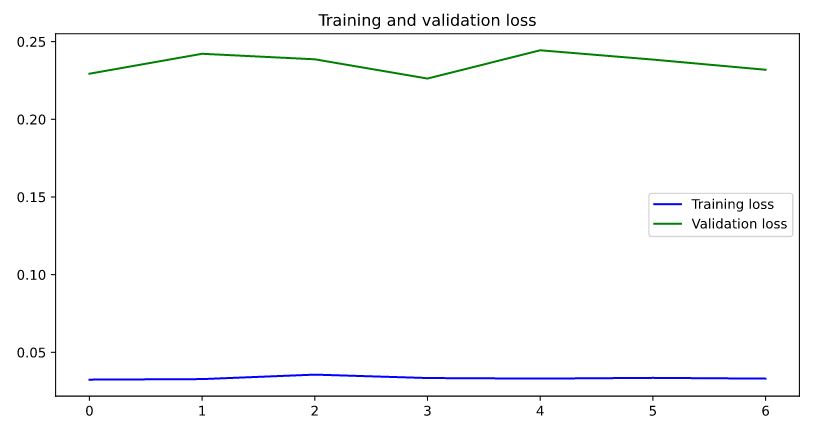 Training and validation loss
0.25
0.20
0.15
0.10
0.05
Training loss
Validation loss
0 1 2 3 4 5 6